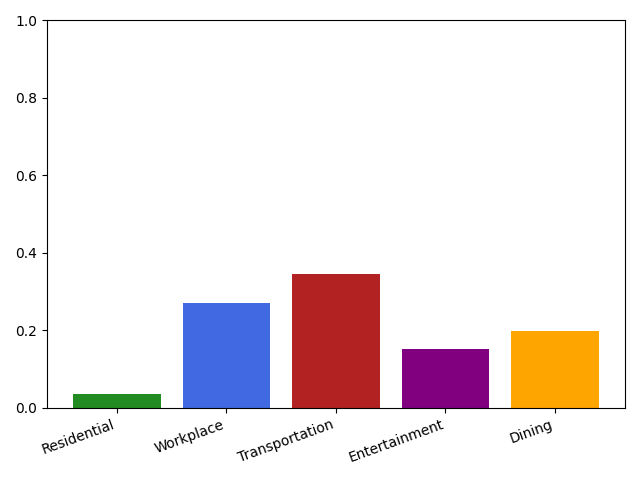 1.0
0.8
0.6
0.4
0.2
0.0
Residential
Workplace
Transportation
Entertainment
Dining